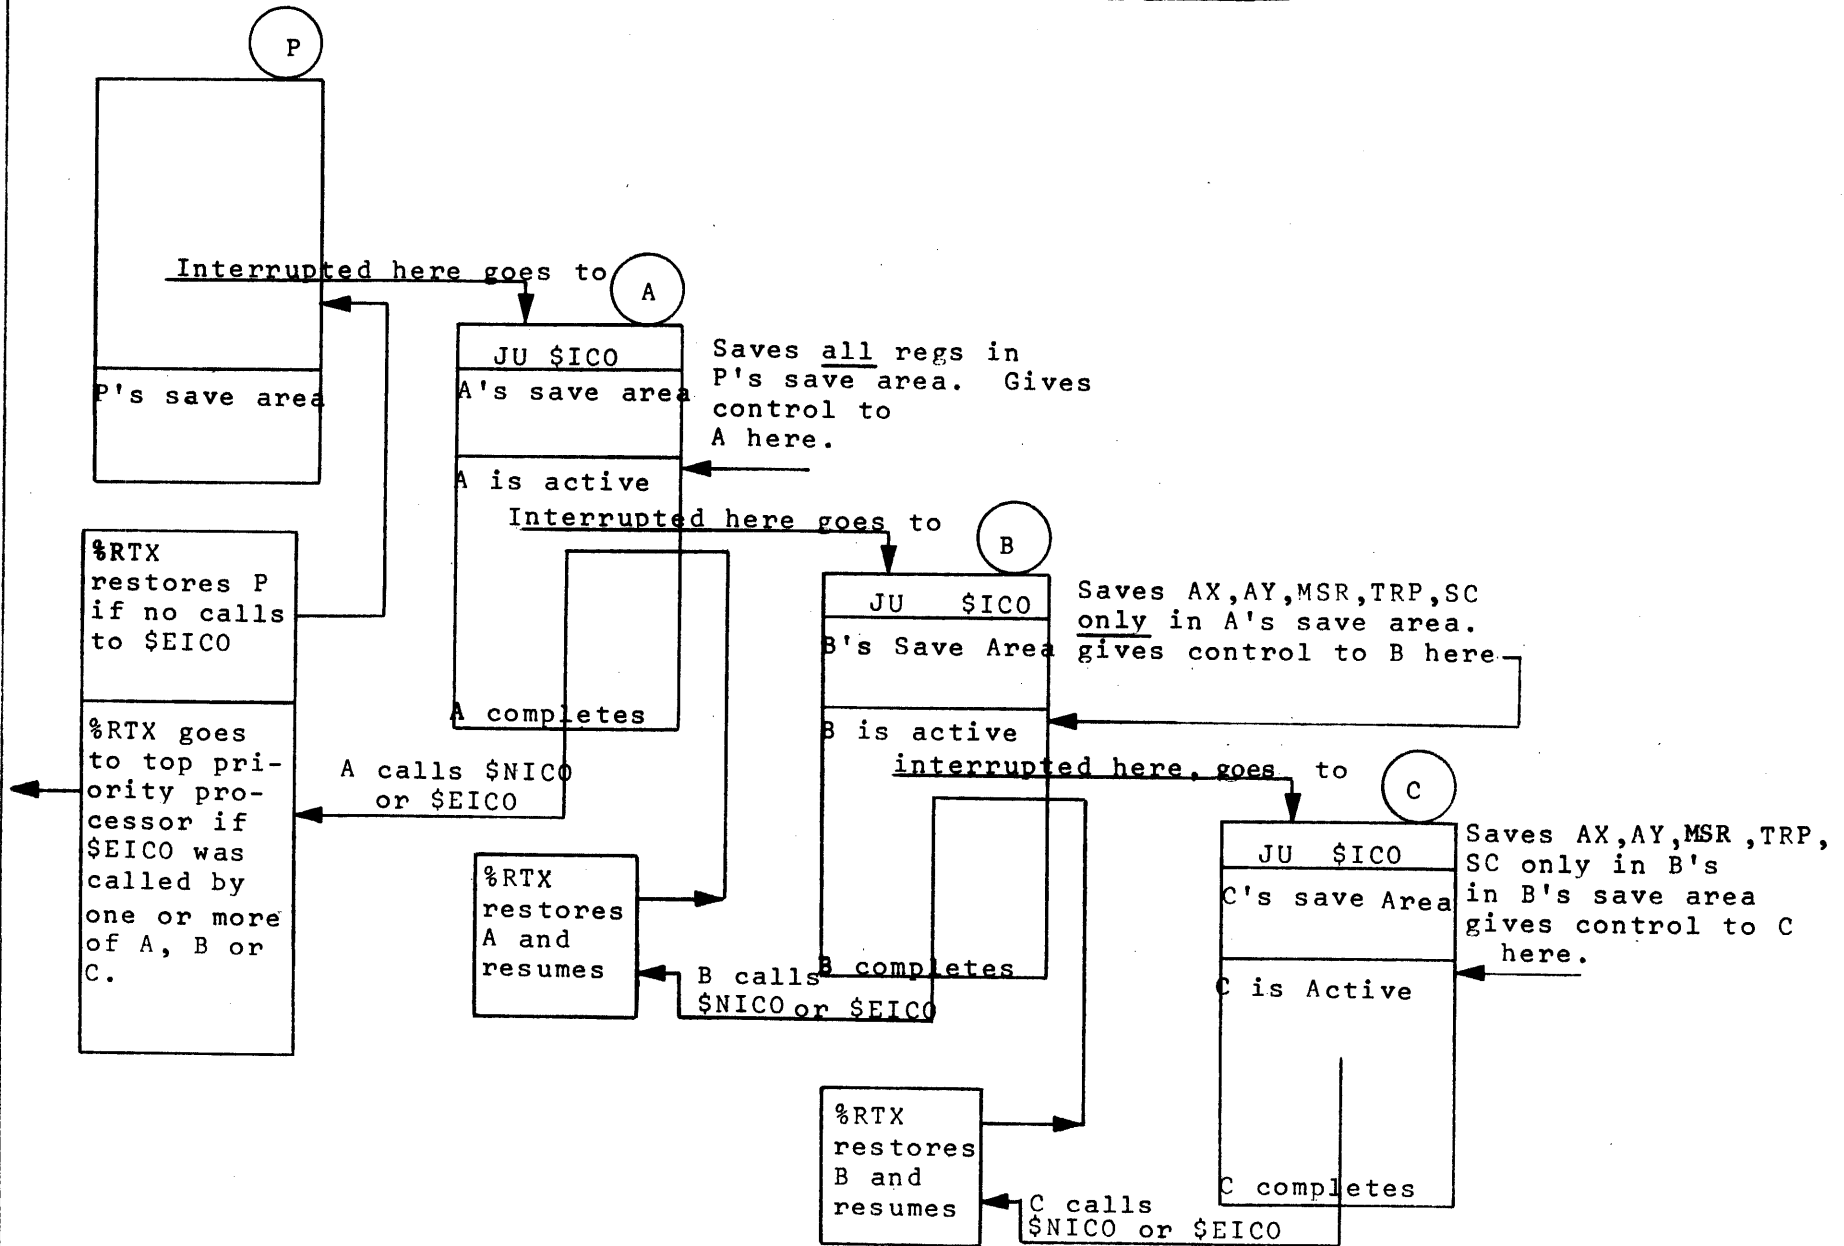 P
Interrupted here goes to
A
P's save area
JU $ICO
A's save area
Saves all regs in
P's save area. Gives
control to
A here.
A is active
Interrupted here goes to
B
%RTX
restores P
if no calls
to $EICO
JU $ICO
B's Save Area
Saves AX,AY,MSR,TRP,SC
only in A's save area.
gives control to B here
A completes
%RTX goes
to top pri-
ority pro-
cessor if
$EICO was
called by
one or more
of A, B or
C.
A calls $NICO
or $EICO
B is active
interrupted here, goes to
C
JU $ICO
C's save Area
Saves AX,AY,MSR ,TRP,
SC only in B's
in B's save area
gives control to C
here.
%RTX
restores
A and
resumes
B completes
B calls
$NICO or $EICO
C is Active
%RTX
restores
B and
resumes
C completes
C calls
$NICO or $EICO